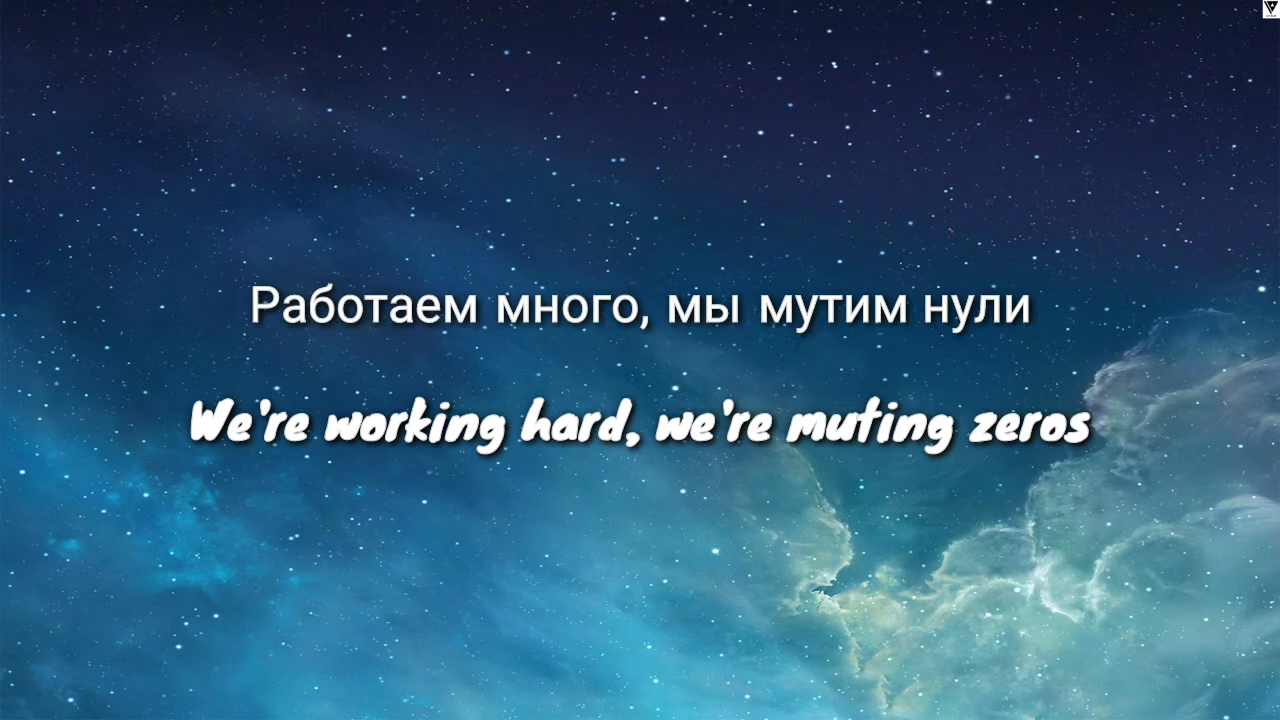 Работаем много, мы мутим нули
We're working hard, we're muting zeros